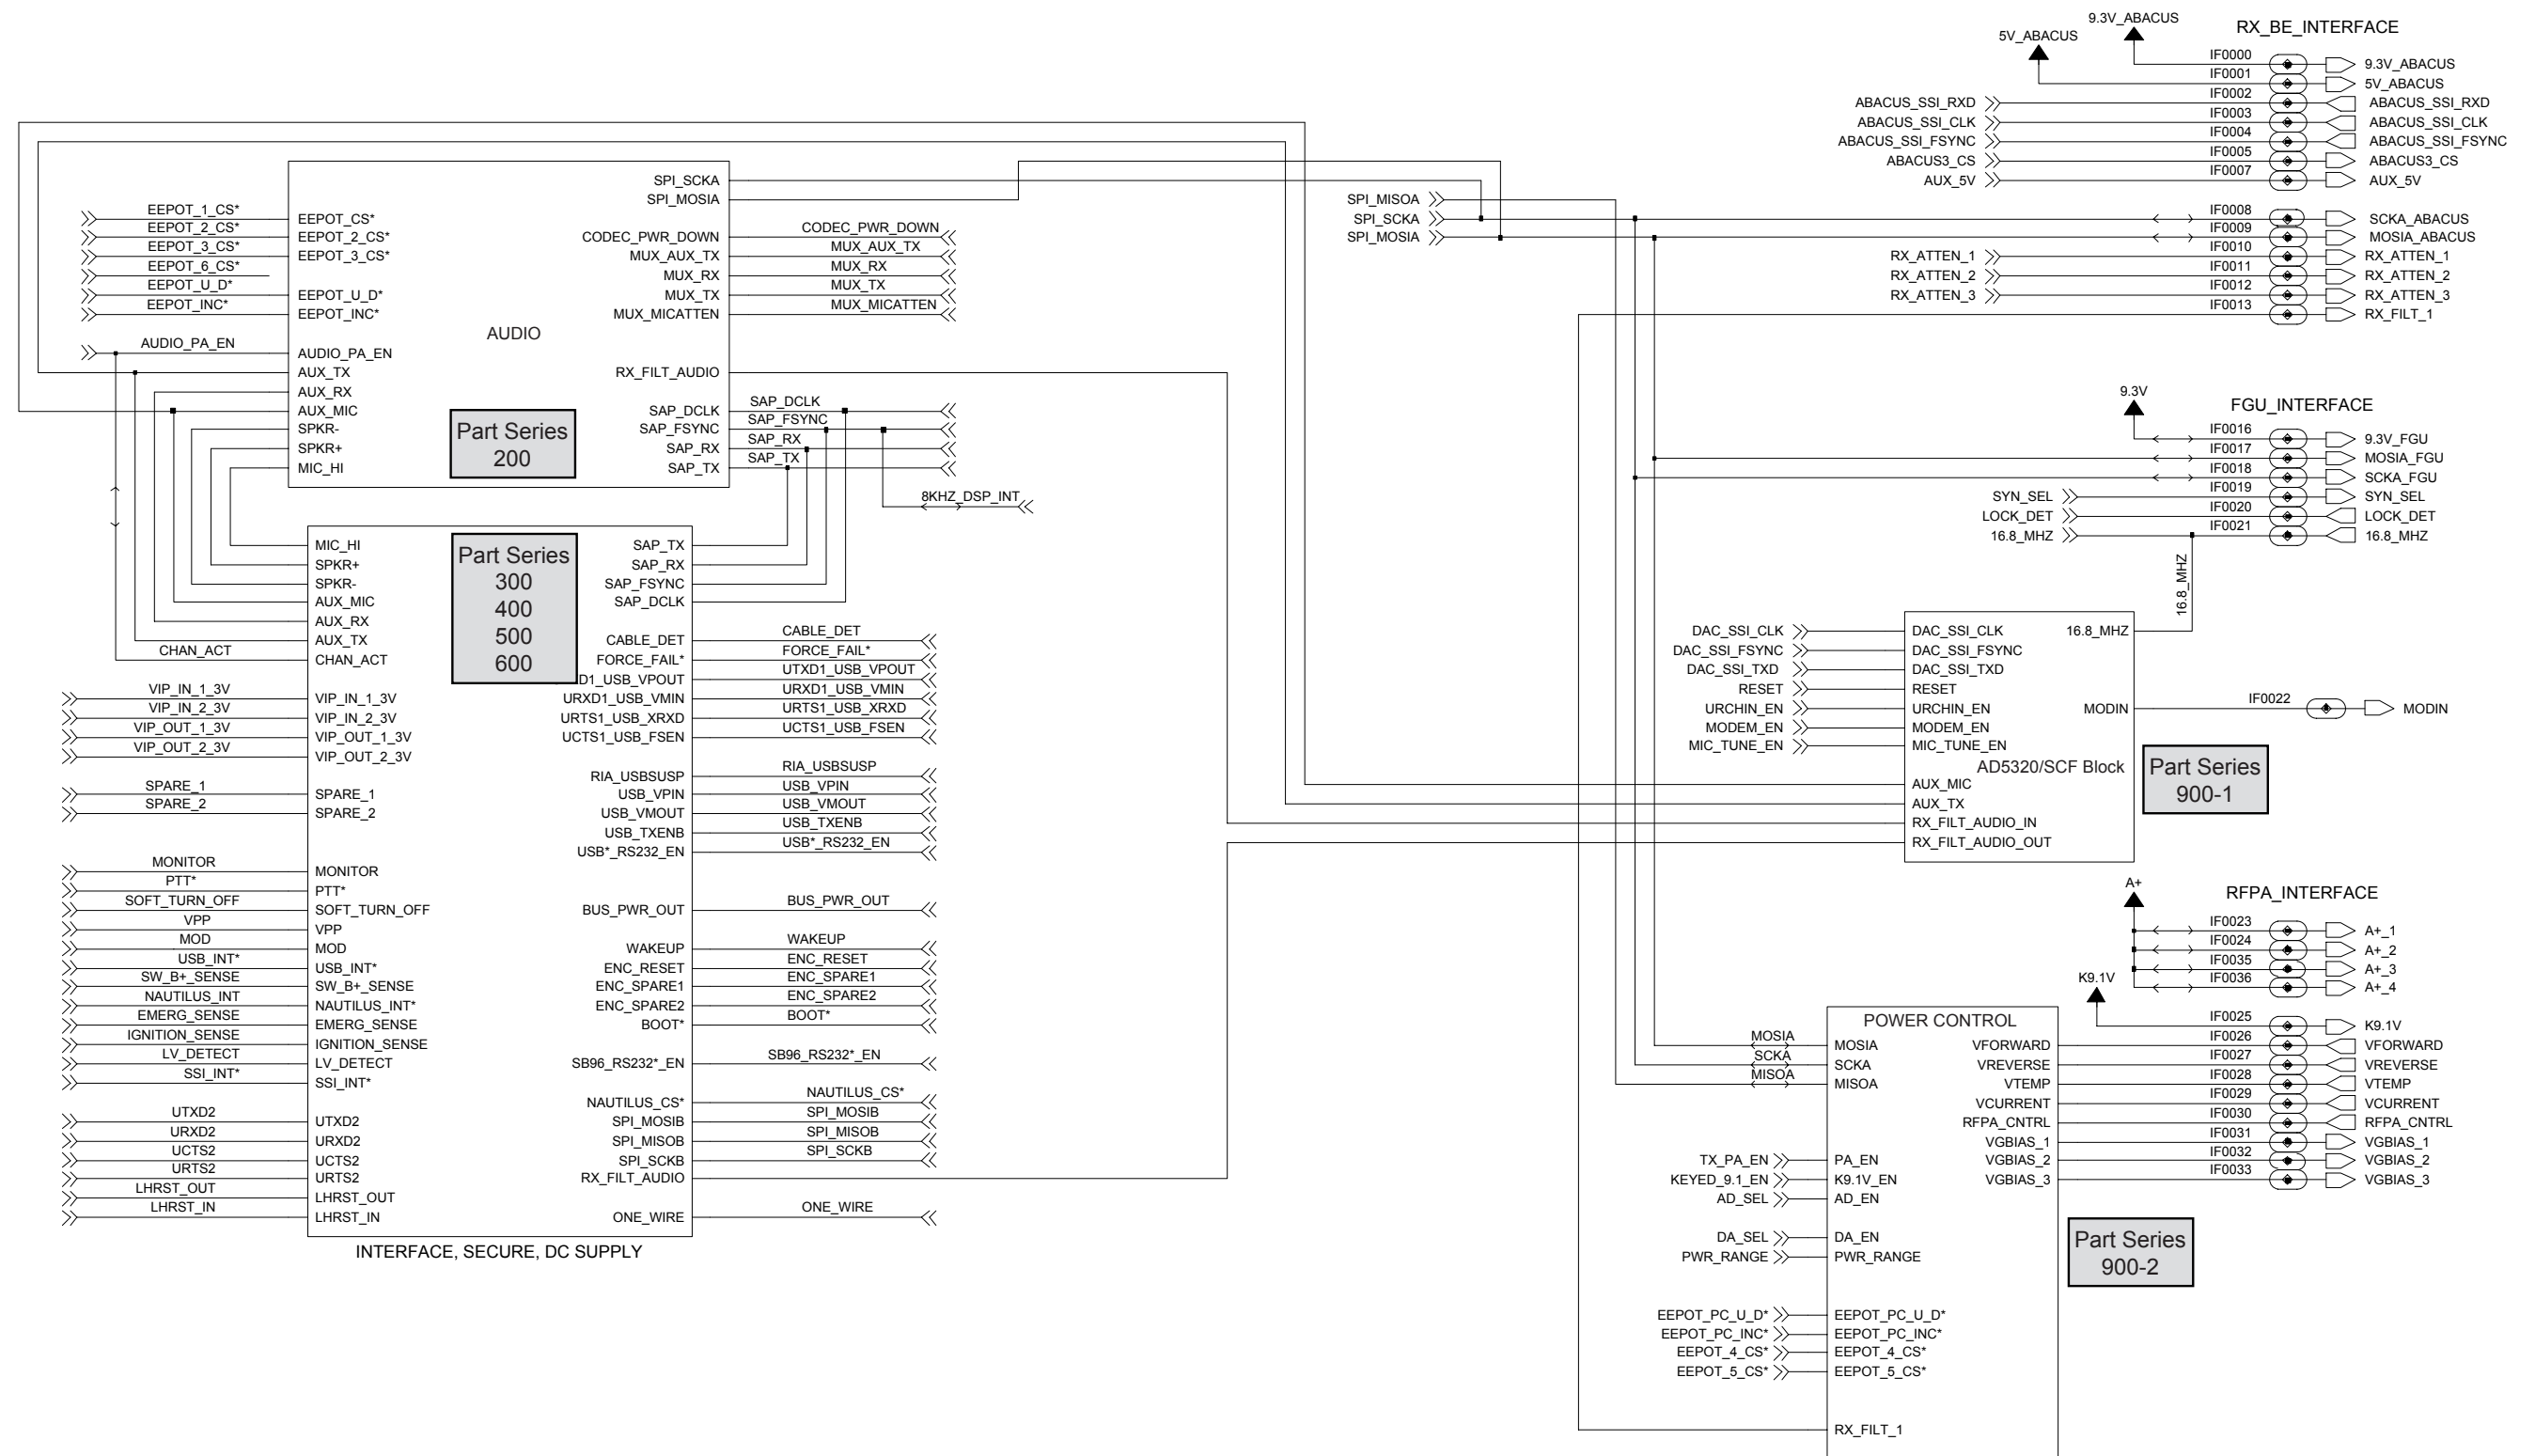 9.3V_ABACUS
5V_ABACUS
RX_BE_INTERFACE
IF0000 9.3V_ABACUS
IF0001 5V_ABACUS
ABACUS_SSI_RXD IF0002 ABACUS_SSI_RXD
ABACUS_SSI_CLK IF0003 ABACUS_SSI_CLK
ABACUS_SSI_FSYNC IF0004 ABACUS_SSI_FSYNC
ABACUS3_CS IF0005 ABACUS3_CS
AUX_5V IF0007 AUX_5V
SPI_MISOA
SPI_SCKA IF0008 SCKA_ABACUS
SPI_MOSIA IF0009 MOSIA_ABACUS
RX_ATTEN_1 IF0010 RX_ATTEN_1
RX_ATTEN_2 IF0011 RX_ATTEN_2
RX_ATTEN_3 IF0012 RX_ATTEN_3
IF0013 RX_FILT_1
SPI_SCKA
SPI_MOSIA
EEPOT_1_CS* EEPOT_CS*
EEPOT_2_CS* EEPOT_2_CS*
EEPOT_3_CS* EEPOT_3_CS*
EEPOT_6_CS*
EEPOT_U_D* EEPOT_U_D*
EEPOT_INC* EEPOT_INC*
CODEC_PWR_DOWN CODEC_PWR_DOWN
MUX_AUX_TX MUX_AUX_TX
MUX_RX MUX_RX
MUX_TX MUX_TX
MUX_MICATTEN MUX_MICATTEN
AUDIO
AUDIO_PA_EN AUDIO_PA_EN
AUX_TX
AUX_RX
AUX_MIC
SPKR-
SPKR+
MIC_HI
Part Series
200
RX_FILT_AUDIO
SAP_DCLK SAP_DCLK
SAP_FSYNC SAP_FSYNC
SAP_RX SAP_RX
SAP_TX SAP_TX
8KHZ_DSP_INT
9.3V
FGU_INTERFACE
IF0016 9.3V_FGU
IF0017 MOSIA_FGU
IF0018 SCKA_FGU
SYN_SEL IF0019 SYN_SEL
LOCK_DET IF0020 LOCK_DET
16.8_MHZ IF0021 16.8_MHZ
16.8_MHZ
MIC_HI
SPKR+
SPKR-
AUX_MIC
AUX_RX
AUX_TX
CHAN_ACT CHAN_ACT
Part Series
300
400
500
600
SAP_TX
SAP_RX
SAP_FSYNC
SAP_DCLK
CABLE_DET CABLE_DET
FORCE_FAIL* FORCE_FAIL*
D1_USB_VPOUT UTXD1_USB_VPOUT
URXD1_USB_VMIN URXD1_USB_VMIN
URTS1_USB_XRXD URTS1_USB_XRXD
UCTS1_USB_FSEN UCTS1_USB_FSEN
VIP_IN_1_3V VIP_IN_1_3V
VIP_IN_2_3V VIP_IN_2_3V
VIP_OUT_1_3V VIP_OUT_1_3V
VIP_OUT_2_3V VIP_OUT_2_3V
SPARE_1 SPARE_1
SPARE_2 SPARE_2
RIA_USBSUSP RIA_USBSUSP
USB_VPIN USB_VPIN
USB_VMOUT USB_VMOUT
USB_TXENB USB_TXENB
USB*_RS232_EN USB*_RS232_EN
MONITOR MONITOR
PTT* PTT*
SOFT_TURN_OFF SOFT_TURN_OFF
VPP VPP
MOD MOD
USB_INT* USB_INT*
SW_B+_SENSE SW_B+_SENSE
NAUTILUS_INT NAUTILUS_INT*
EMERG_SENSE EMERG_SENSE
IGNITION_SENSE IGNITION_SENSE
LV_DETECT LV_DETECT
SSI_INT* SSI_INT*
BUS_PWR_OUT BUS_PWR_OUT
WAKEUP WAKEUP
ENC_RESET ENC_RESET
ENC_SPARE1 ENC_SPARE1
ENC_SPARE2 ENC_SPARE2
BOOT* BOOT*
SB96_RS232*_EN SB96_RS232*_EN
NAUTILUS_CS* NAUTILUS_CS*
SPI_MOSIB SPI_MOSIB
SPI_MISOB SPI_MISOB
SPI_SCKB SPI_SCKB
RX_FILT_AUDIO
ONE_WIRE ONE_WIRE
UTXD2 UTXD2
URXD2 URXD2
UCTS2 UCTS2
URTS2 URTS2
LHRST_OUT LHRST_OUT
LHRST_IN LHRST_IN
INTERFACE, SECURE, DC SUPPLY
DAC_SSI_CLK DAC_SSI_CLK 16.8_MHZ
DAC_SSI_FSYNC DAC_SSI_FSYNC
DAC_SSI_TXD DAC_SSI_TXD
RESET RESET
URCHIN_EN URCHIN_EN MODIN IF0022 MODIN
MODEM_EN MODEM_EN
MIC_TUNE_EN MIC_TUNE_EN
AD5320/SCF Block
AUX_MIC
AUX_TX
RX_FILT_AUDIO_IN
RX_FILT_AUDIO_OUT
Part Series
900-1
A+
RFPA_INTERFACE
IF0023 A+_1
IF0024 A+_2
IF0035 A+_3
IF0036 A+_4
K9.1V
IF0025 K9.1V
POWER CONTROL
MOSIA MOSIA VFORWARD IF0026 VFORWARD
SCKA SCKA VREVERSE IF0027 VREVERSE
MISOA MISOA VTEMP IF0028 VTEMP
VCURRENT IF0029 VCURRENT
RFPA_CNTRL IF0030 RFPA_CNTRL
VGBIAS_1 IF0031 VGBIAS_1
TX_PA_EN PA_EN VGBIAS_2 IF0032 VGBIAS_2
KEYED_9.1_EN K9.1V_EN VGBIAS_3 IF0033 VGBIAS_3
AD_SEL AD_EN
DA_SEL DA_EN
PWR_RANGE PWR_RANGE
Part Series
900-2
EEPOT_PC_U_D* EEPOT_PC_U_D*
EEPOT_PC_INC* EEPOT_PC_INC*
EEPOT_4_CS* EEPOT_4_CS*
EEPOT_5_CS* EEPOT_5_CS*
RX_FILT_1